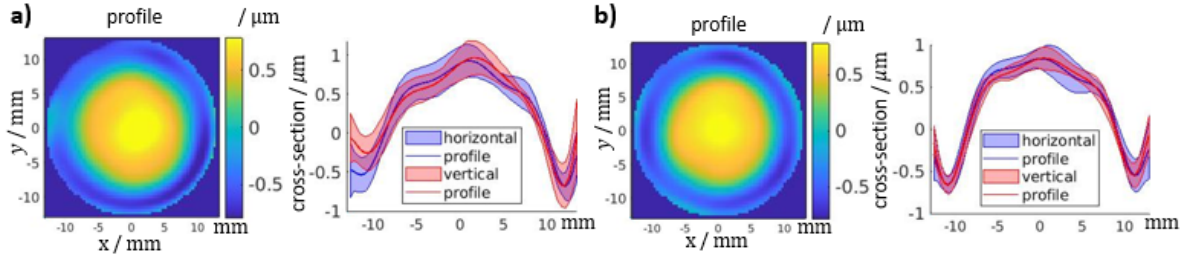 a)
profile
/ μm
10
5
0
-5
-10
y / mm
-10 -5 0 5 10
x / mm
mm
0.5
0
-0.5
cross-section / μm
1
0.5
0
-0.5
-1
horizontal
profile
vertical
profile
-10 -5 0 5 10
mm
b)
profile
/ μm
10
5
0
-5
-10
y / mm
-10 -5 0 5 10
x / mm
mm
0.5
0
-0.5
cross-section / μm
1
0.5
0
-0.5
-1
horizontal
profile
vertical
profile
-10 -5 0 5 10
mm